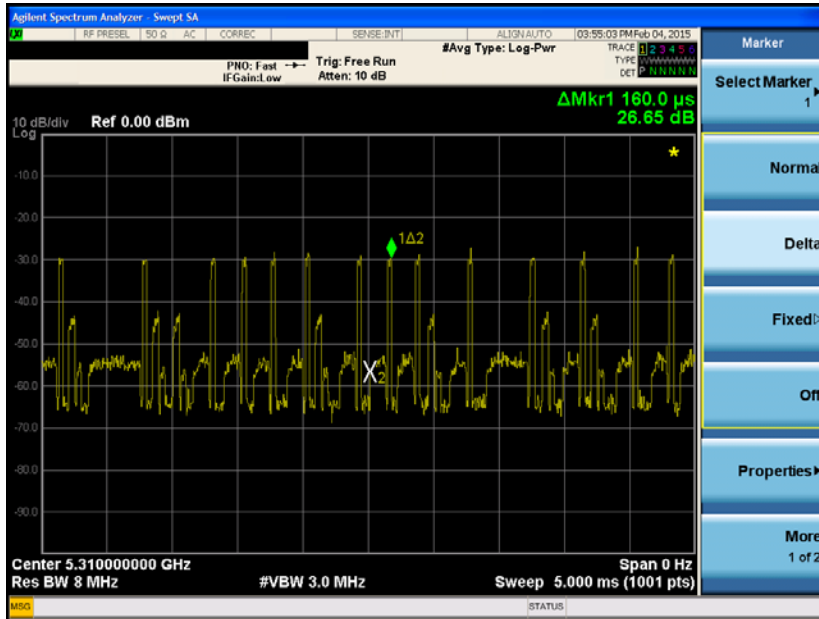 Agilent Spectrum Analyzer - Swept SA
LXI RF PRESEL 50 Ω AC CORREC SENSE:INT ALIGN AUTO 03:55:03 PM Feb 04, 2015
PNO: Fast
IFGain:Low
Trig: Free Run
Atten: 10 dB
#Avg Type: Log-Pwr
TRACE 1 2 3 4 5 6
TYPE
DET P N N N N N
ΔMkr1 160.0 µs
26.65 dB
10 dB/div Ref 0.00 dBm
Log
-10.0
-20.0
-30.0
-40.0
-50.0
-60.0
-70.0
-80.0
-90.0
1Δ2
X2
*
Center 5.310000000 GHz
Res BW 8 MHz
#VBW 3.0 MHz
Span 0 Hz
Sweep 5.000 ms (1001 pts)
MSG
STATUS
Marker
Select Marker
1
Normal
Delta
Fixed
Off
Properties
More
1 of 2